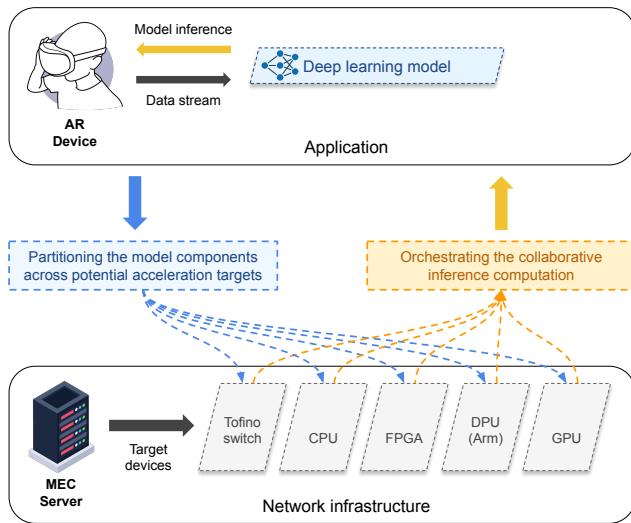 Model inference
Deep learning model
Data stream
AR
Device
Application
Partitioning the model components
across potential acceleration targets
Orchestrating the collaborative
inference computation
Tofino
switch
CPU
FPGA
DPU
(Arm)
GPU
Target
devices
MEC
Server
Network infrastructure